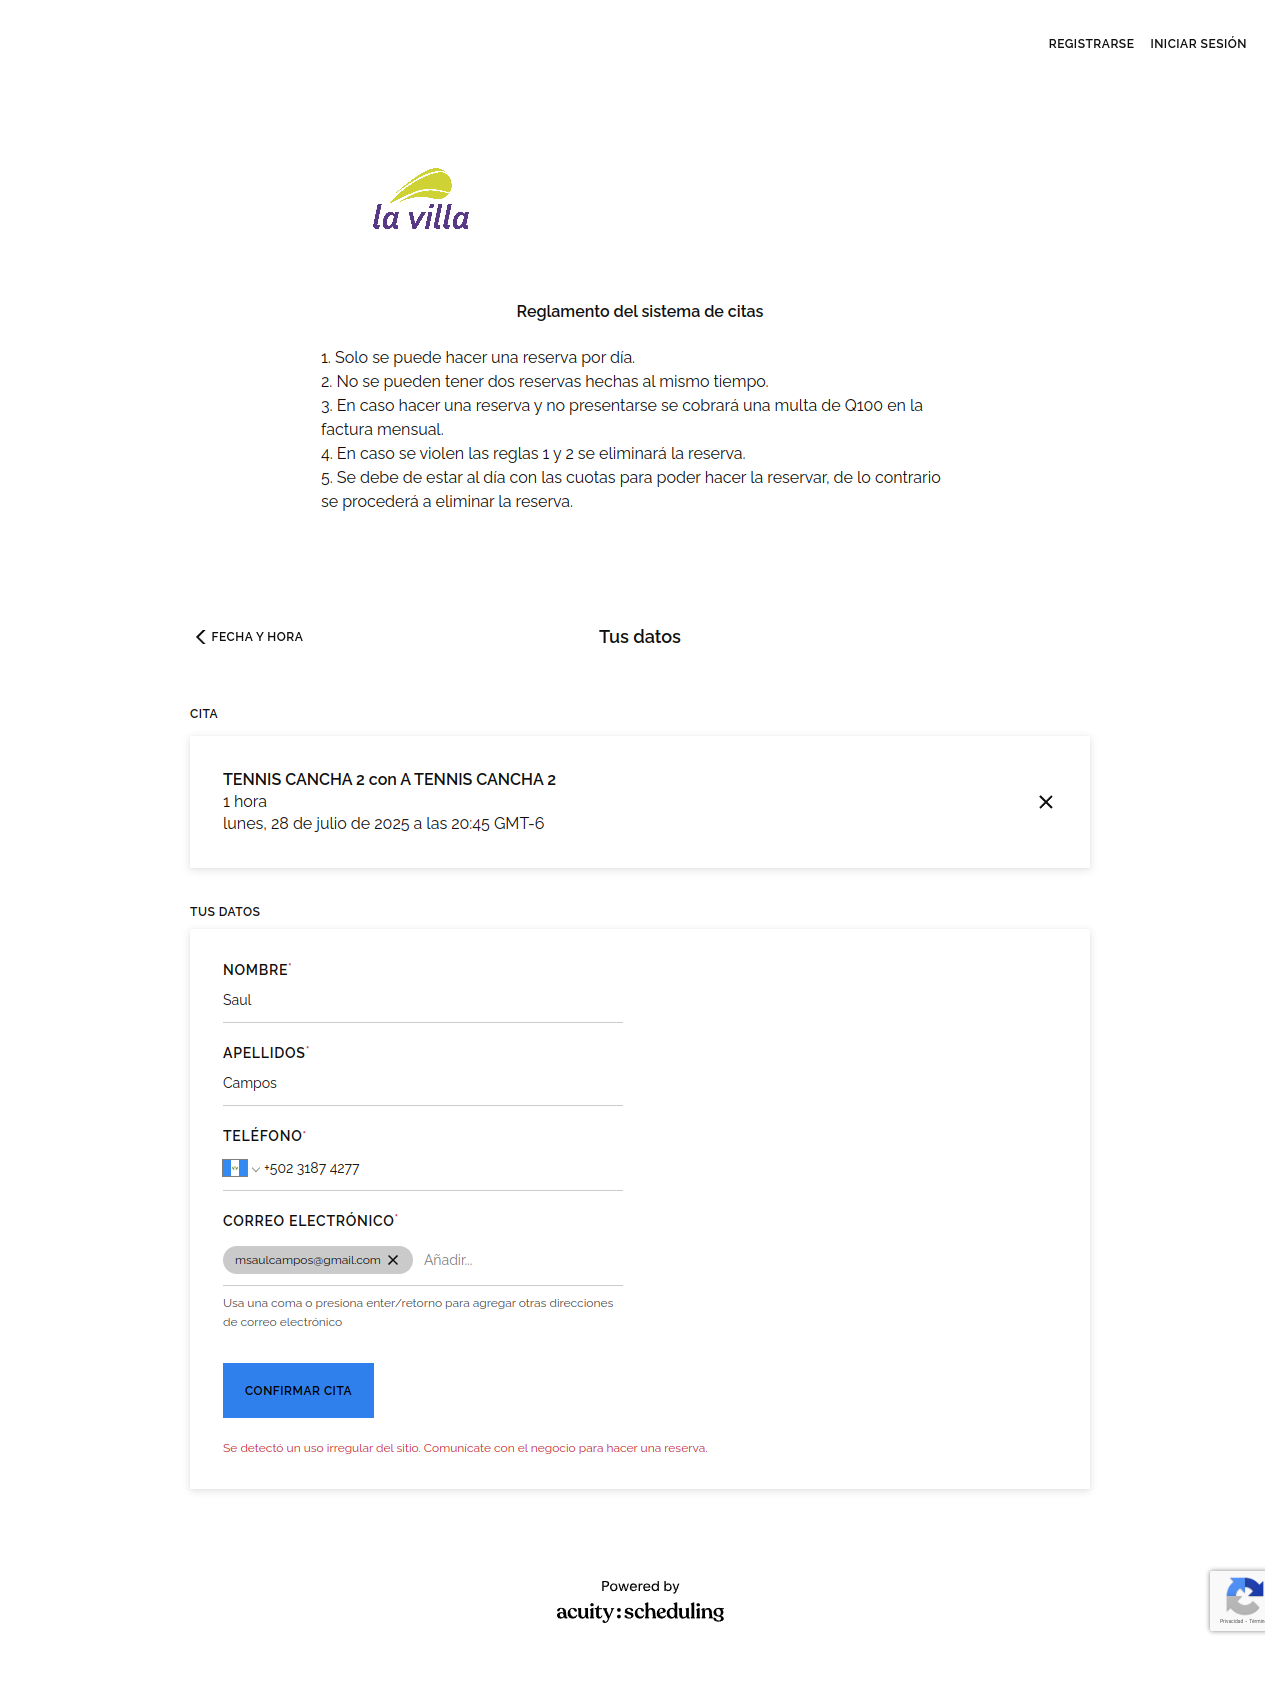 REGISTRARSE INICIAR SESIÓN
la villa
Reglamento del sistema de citas
1. Solo se puede hacer una reserva por día.
2. No se pueden tener dos reservas hechas al mismo tiempo.
3. En caso hacer una reserva y no presentarse se cobrará una multa de Q100 en la
factura mensual.
4. En caso se violen las reglas 1 y 2 se eliminará la reserva.
5. Se debe de estar al día con las cuotas para poder hacer la reservar, de lo contrario
se procederá a eliminar la reserva.
FECHA Y HORA
Tus datos
CITA
TENNIS CANCHA 2 con A TENNIS CANCHA 2
1 hora
lunes, 28 de julio de 2025 a las 20:45 GMT-6
TUS DATOS
NOMBRE*
Saul
APELLIDOS*
Campos
TELÉFONO*
+502 3187 4277
CORREO ELECTRÓNICO*
msaulcampos@gmail.com Añadir...
Usa una coma o presiona enter/retorno para agregar otras direcciones
de correo electrónico
CONFIRMAR CITA
Se detectó un uso irregular del sitio. Comunícate con el negocio para hacer una reserva.
Powered by
acuity:scheduling
Privacidad -